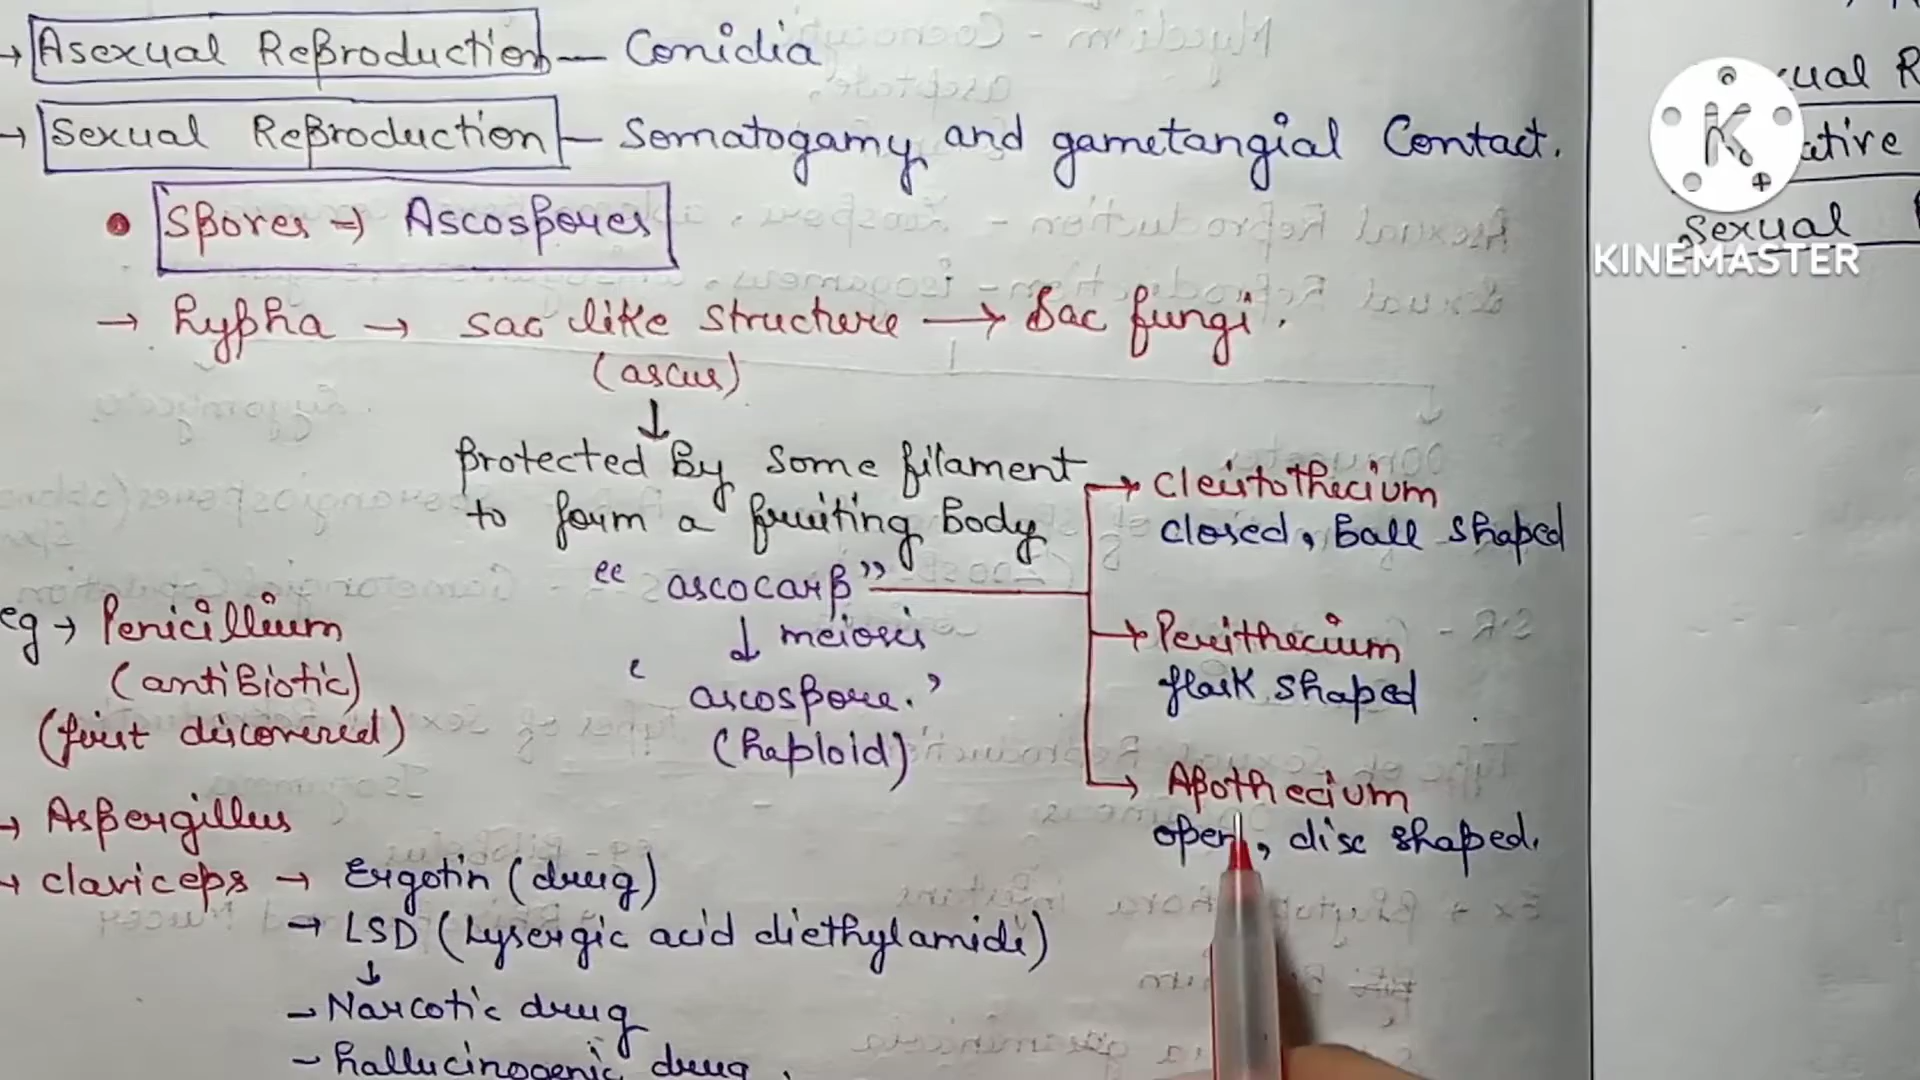 → Asexual Reproduction — Conidia
→ Sexual Reproduction — Somatogamy and gametangial Contact.
• Spores → Ascospores
→ hypha → sac like structure → Sac fungi.
(ascus)
↓
Protected By Some filament
to form a fruiting Body
"ascocarp"
→ Cleistothecium
closed, Ball shaped
→ Perithecium
flask shaped
→ Apothecium
open, disc shaped.
↓ meiosis
'ascospore.'
(haploid)
eg → Penicillium
(antiBiotic)
(first discovered)
→ Aspergillus
→ claviceps → Ergotin (drug)
→ LSD (Lysergic acid diethylamide)
↓
- Narcotic drug
- hallucinogenic drug.
xual R
ative
Sexual
K
KINEMASTER